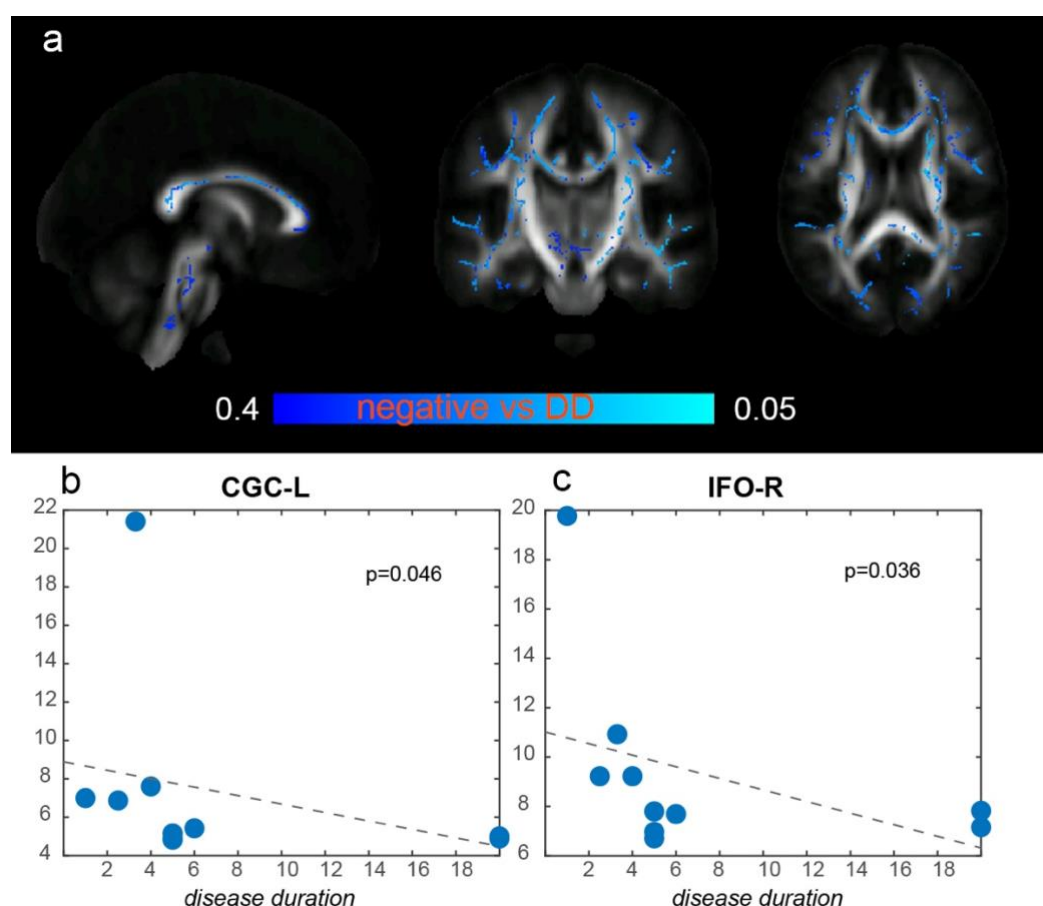 a
0.4 negative vs DD 0.05
b CGC-L
22
20
18
16
14
12
10
8
6
4
p=0.046
2 4 6 8 10 12 14 16 18
disease duration
c IFO-R
20
18
16
14
12
10
8
6
p=0.036
2 4 6 8 10 12 14 16 18
disease duration